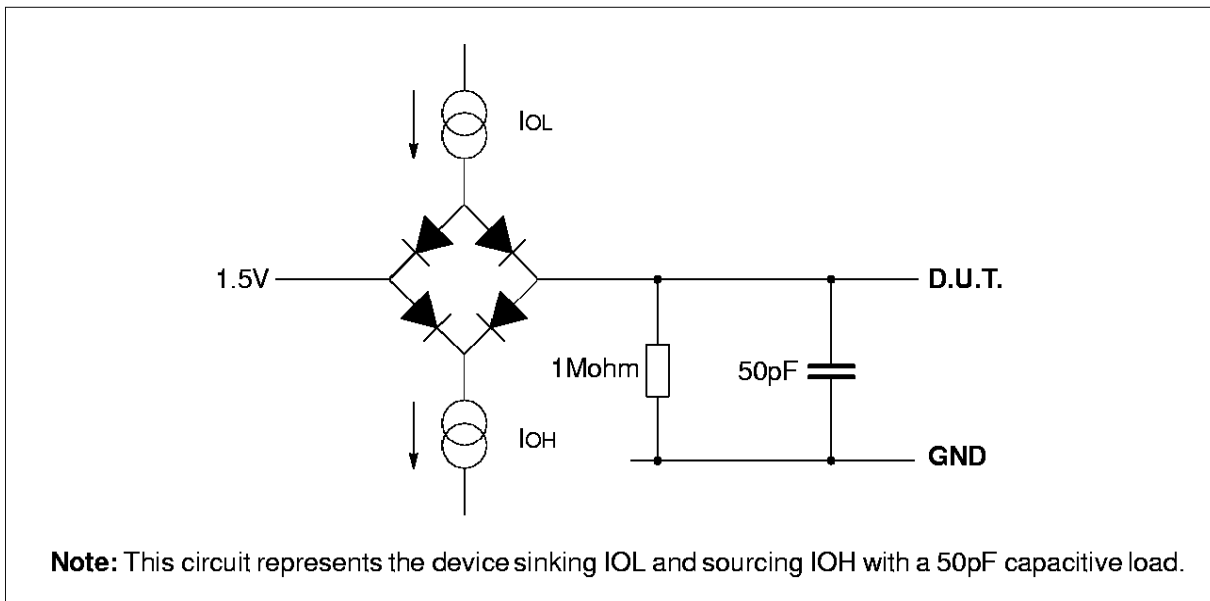 IOL
1.5V
D.U.T.
1Mohm
50pF
IOH
GND
Note: This circuit represents the device sinking IOL and sourcing IOH with a 50pF capacitive load.